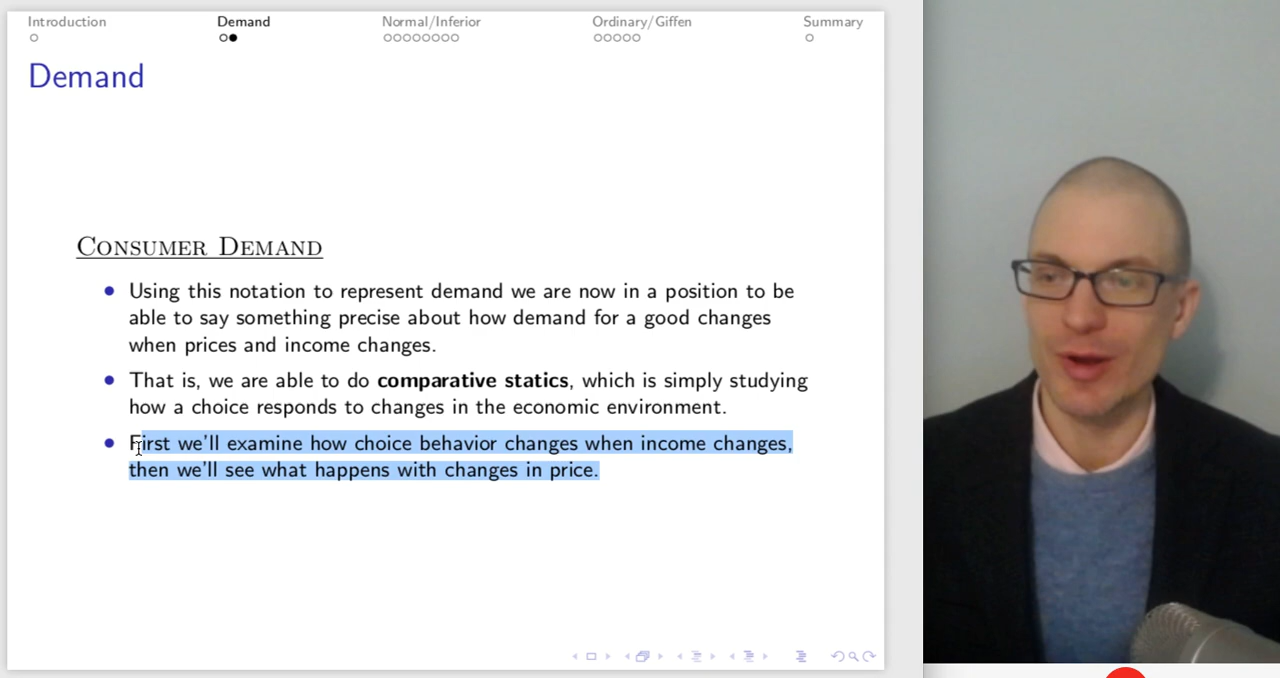 Introduction Demand Normal/Inferior Ordinary/Giffen Summary
Demand
Consumer Demand
Using this notation to represent demand we are now in a position to be
able to say something precise about how demand for a good changes
when prices and income changes.
That is, we are able to do comparative statics, which is simply studying
how a choice responds to changes in the economic environment.
First we'll examine how choice behavior changes when income changes,
then we'll see what happens with changes in price.